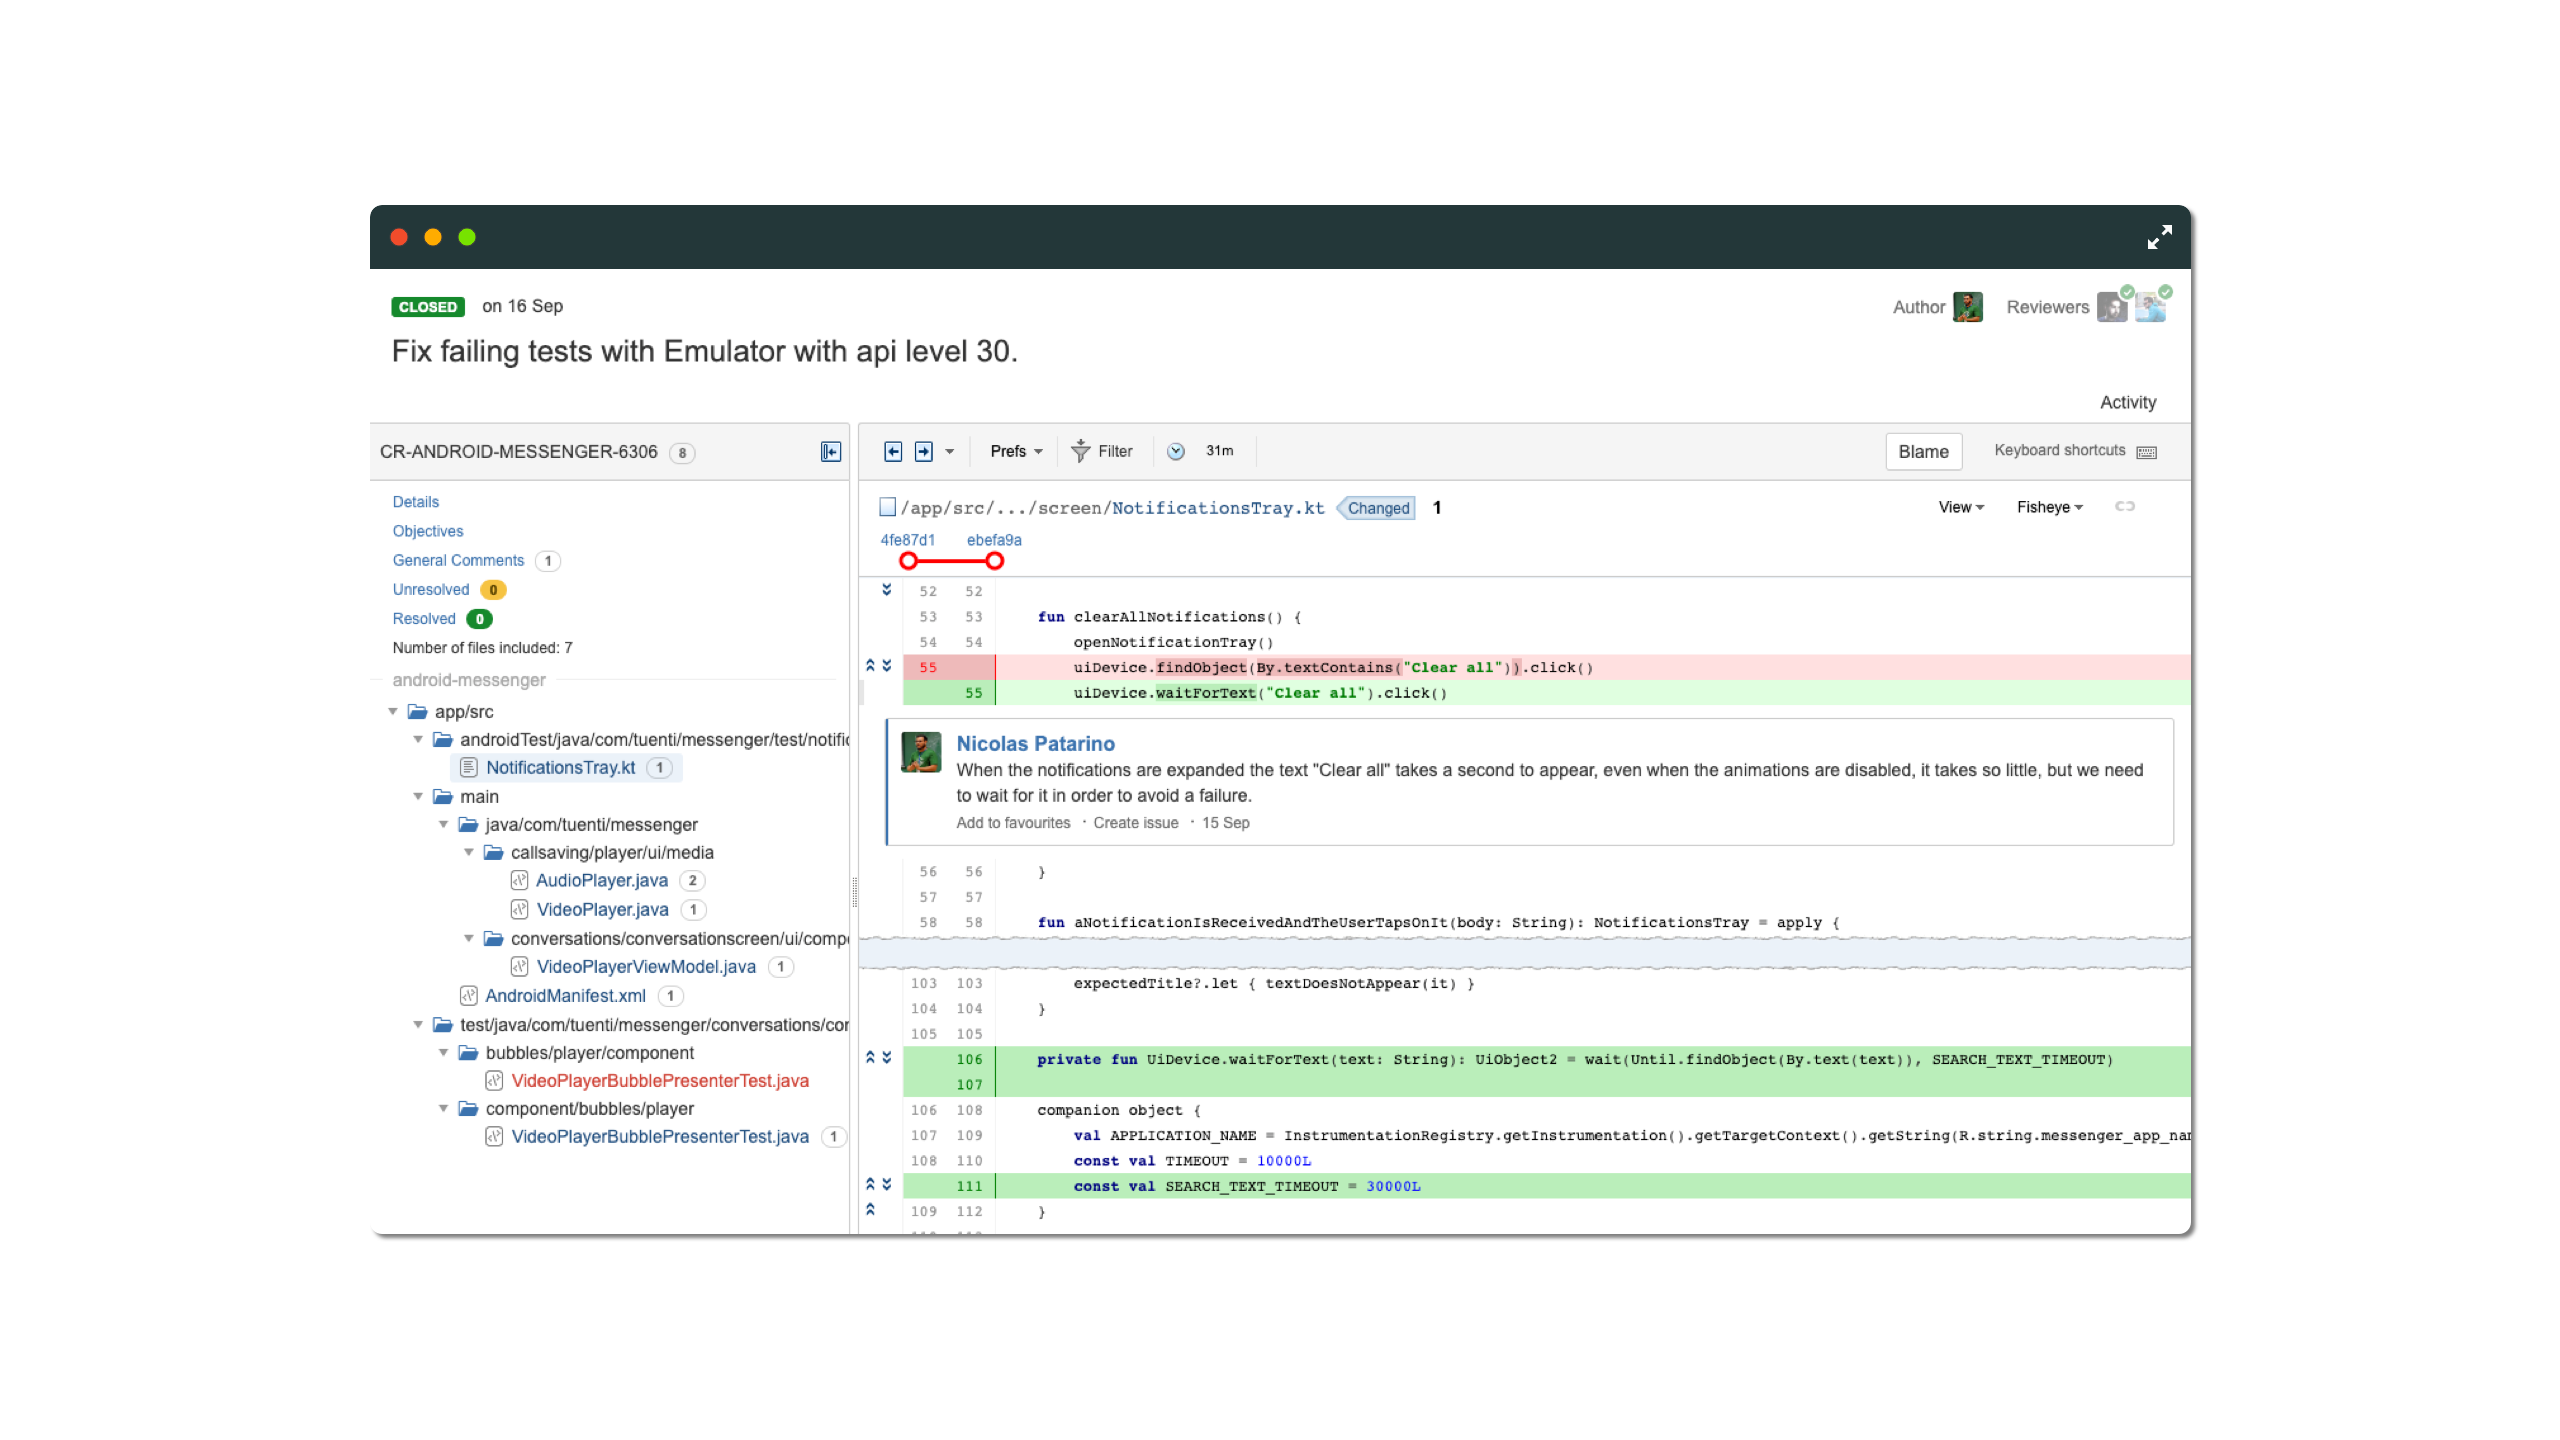 CLOSED on 16 Sep
Author Reviewers
Fix failing tests with Emulator with api level 30.
Activity
CR-ANDROID-MESSENGER-6306 8
Prefs Filter 31m Blame Keyboard shortcuts
Details
Objectives
General Comments 1
Unresolved 0
Resolved 0
Number of files included: 7
android-messenger
app/src
androidTest/java/com/tuenti/messenger/test/notific
NotificationsTray.kt 1
main
java/com/tuenti/messenger
callsaving/player/ui/media
AudioPlayer.java 2
VideoPlayer.java 1
conversations/conversationscreen/ui/compo
VideoPlayerViewModel.java 1
AndroidManifest.xml 1
test/java/com/tuenti/messenger/conversations/cor
bubbles/player/component
VideoPlayerBubblePresenterTest.java
component/bubbles/player
VideoPlayerBubblePresenterTest.java 1
/app/src/.../screen/NotificationsTray.kt Changed 1 View Fisheye
4fe87d1 ebefa9a
52 52
53 53 fun clearAllNotifications() {
54 54 openNotificationTray()
55 uiDevice.findObject(By.textContains("Clear all")).click()
55 uiDevice.waitForText("Clear all").click()
Nicolas Patarino
When the notifications are expanded the text "Clear all" takes a second to appear, even when the animations are disabled, it takes so little, but we need
to wait for it in order to avoid a failure.
Add to favourites · Create issue · 15 Sep
56 56 }
57 57
58 58 fun aNotificationIsReceivedAndTheUserTapsOnIt(body: String): NotificationsTray = apply {
103 103 expectedTitle?.let { textDoesNotAppear(it) }
104 104 }
105 105
106 private fun UiDevice.waitForText(text: String): UiObject2 = wait(Until.findObject(By.text(text)), SEARCH_TEXT_TIMEOUT)
107
106 108 companion object {
107 109 val APPLICATION_NAME = InstrumentationRegistry.getInstrumentation().getTargetContext().getString(R.string.messenger_app_nam
108 110 const val TIMEOUT = 10000L
111 const val SEARCH_TEXT_TIMEOUT = 30000L
109 112 }